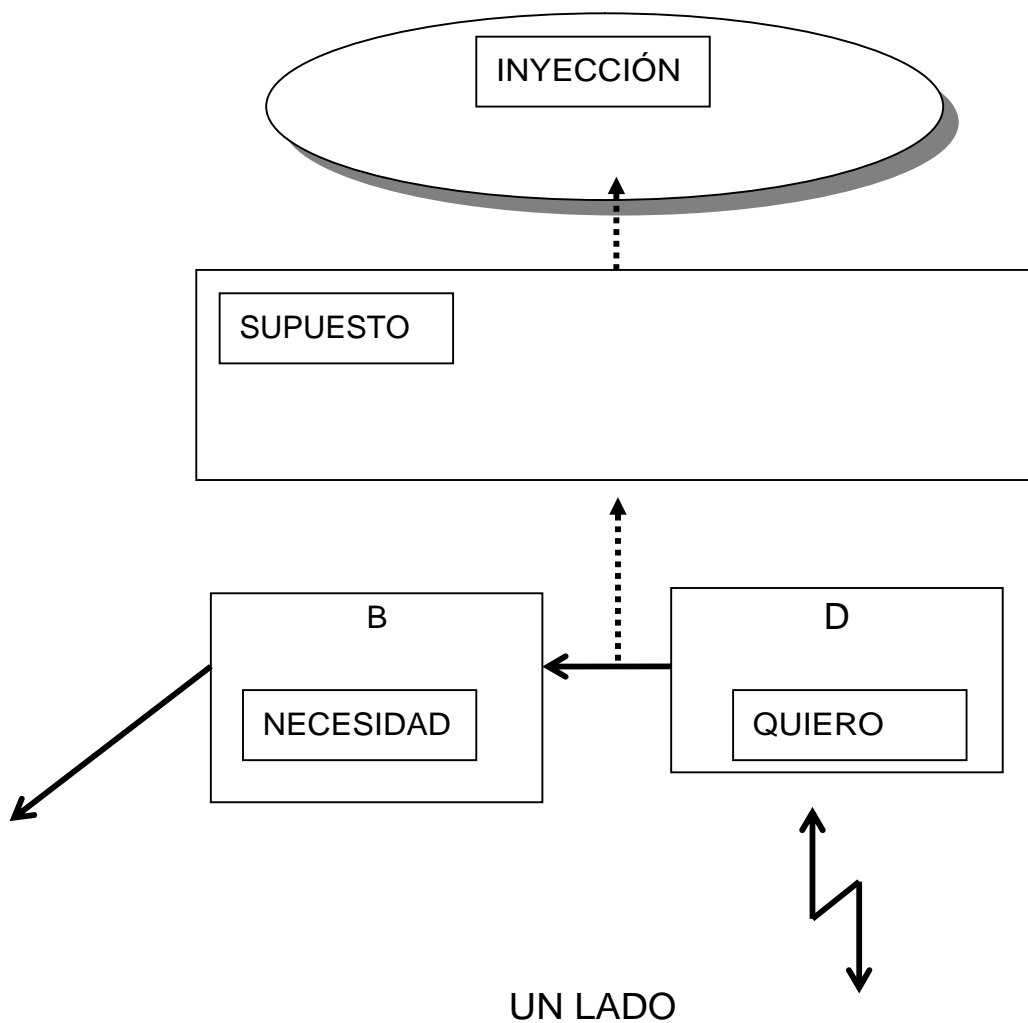 INYECCIÓN
SUPUESTO
B
D
NECESIDAD
QUIERO
UN LADO